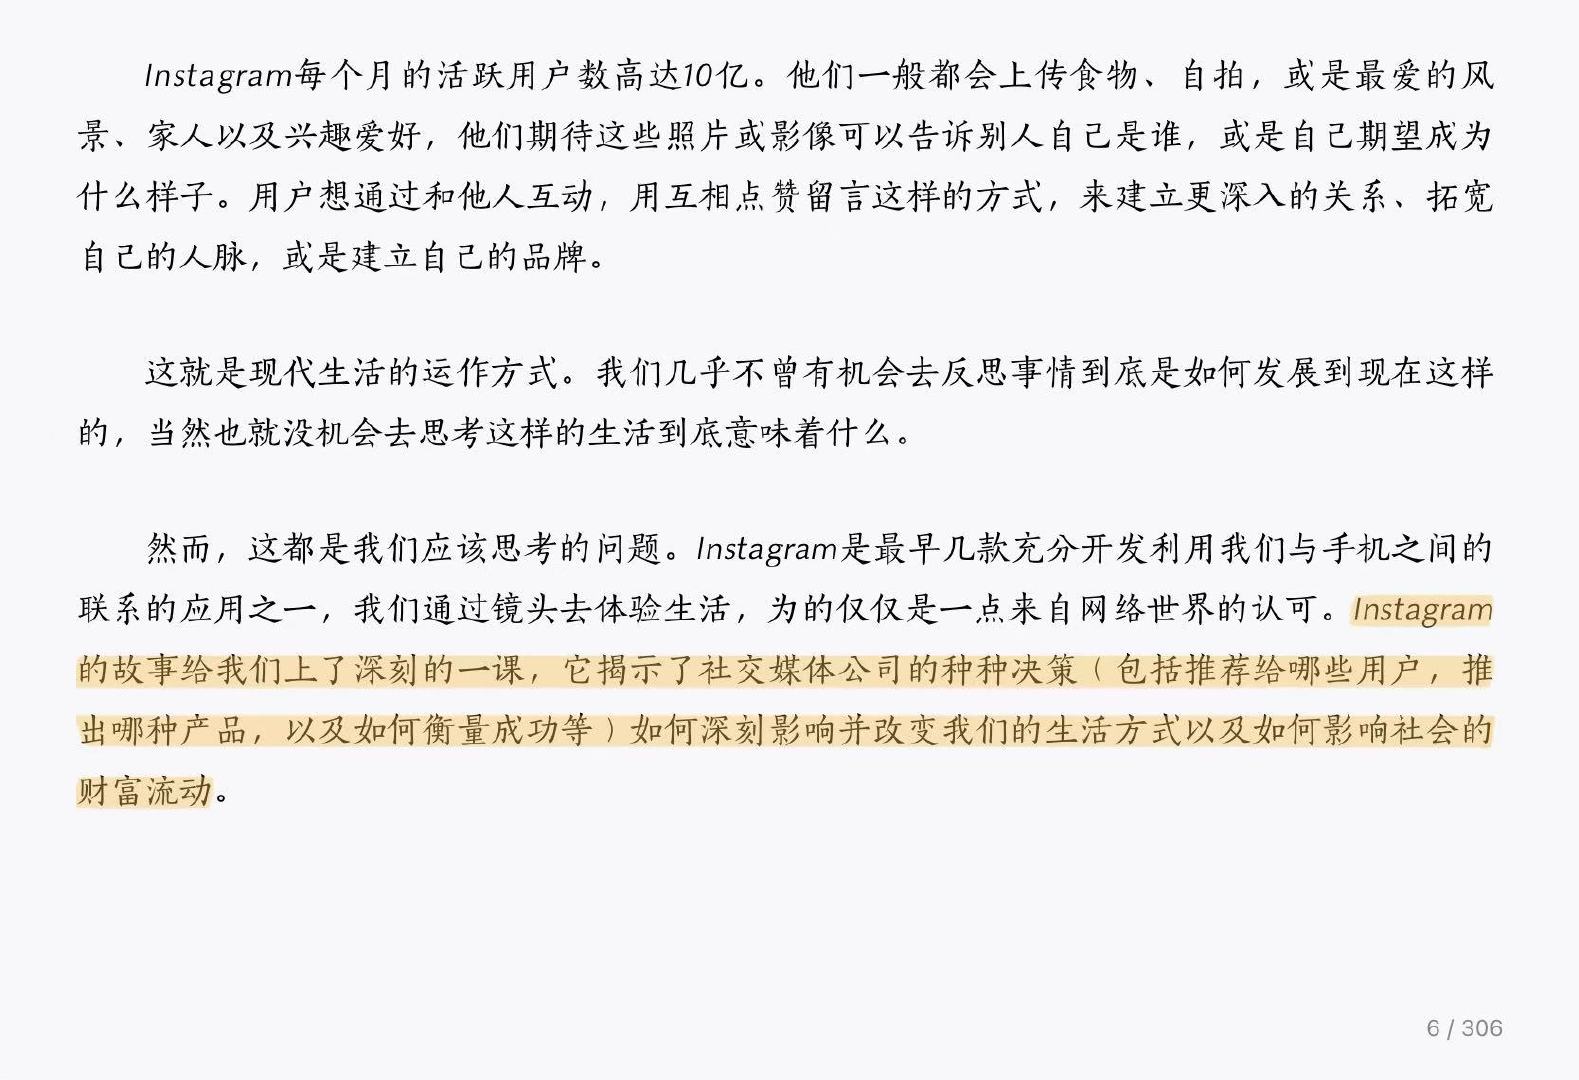 Instagram每个月的活跃用户数高达10亿。他们一般都会上传食物、自拍，或是最爱的风
景、家人以及兴趣爱好，他们期待这些照片或影像可以告诉别人自己是谁，或是自己期望成为
什么样子。用户想通过和他人互动，用互相点赞留言这样的方式，来建立更深入的关系、拓宽
自己的人脉，或是建立自己的品牌。
这就是现代生活的运作方式。我们几乎不曾有机会去反思事情到底是如何发展到现在这样
的，当然也就没机会去思考这样的生活到底意味着什么。
然而，这都是我们应该思考的问题。Instagram是最早几款充分开发利用我们与手机之间的
联系的应用之一，我们通过镜头去体验生活，为的仅仅是一点来自网络世界的认可。Instagram
的故事给我们上了深刻的一课，它揭示了社交媒体公司的种种决策（包括推荐给哪些用户，推
出哪种产品，以及如何衡量成功等）如何深刻影响并改变我们的生活方式以及如何影响社会的
财富流动。
6 / 306